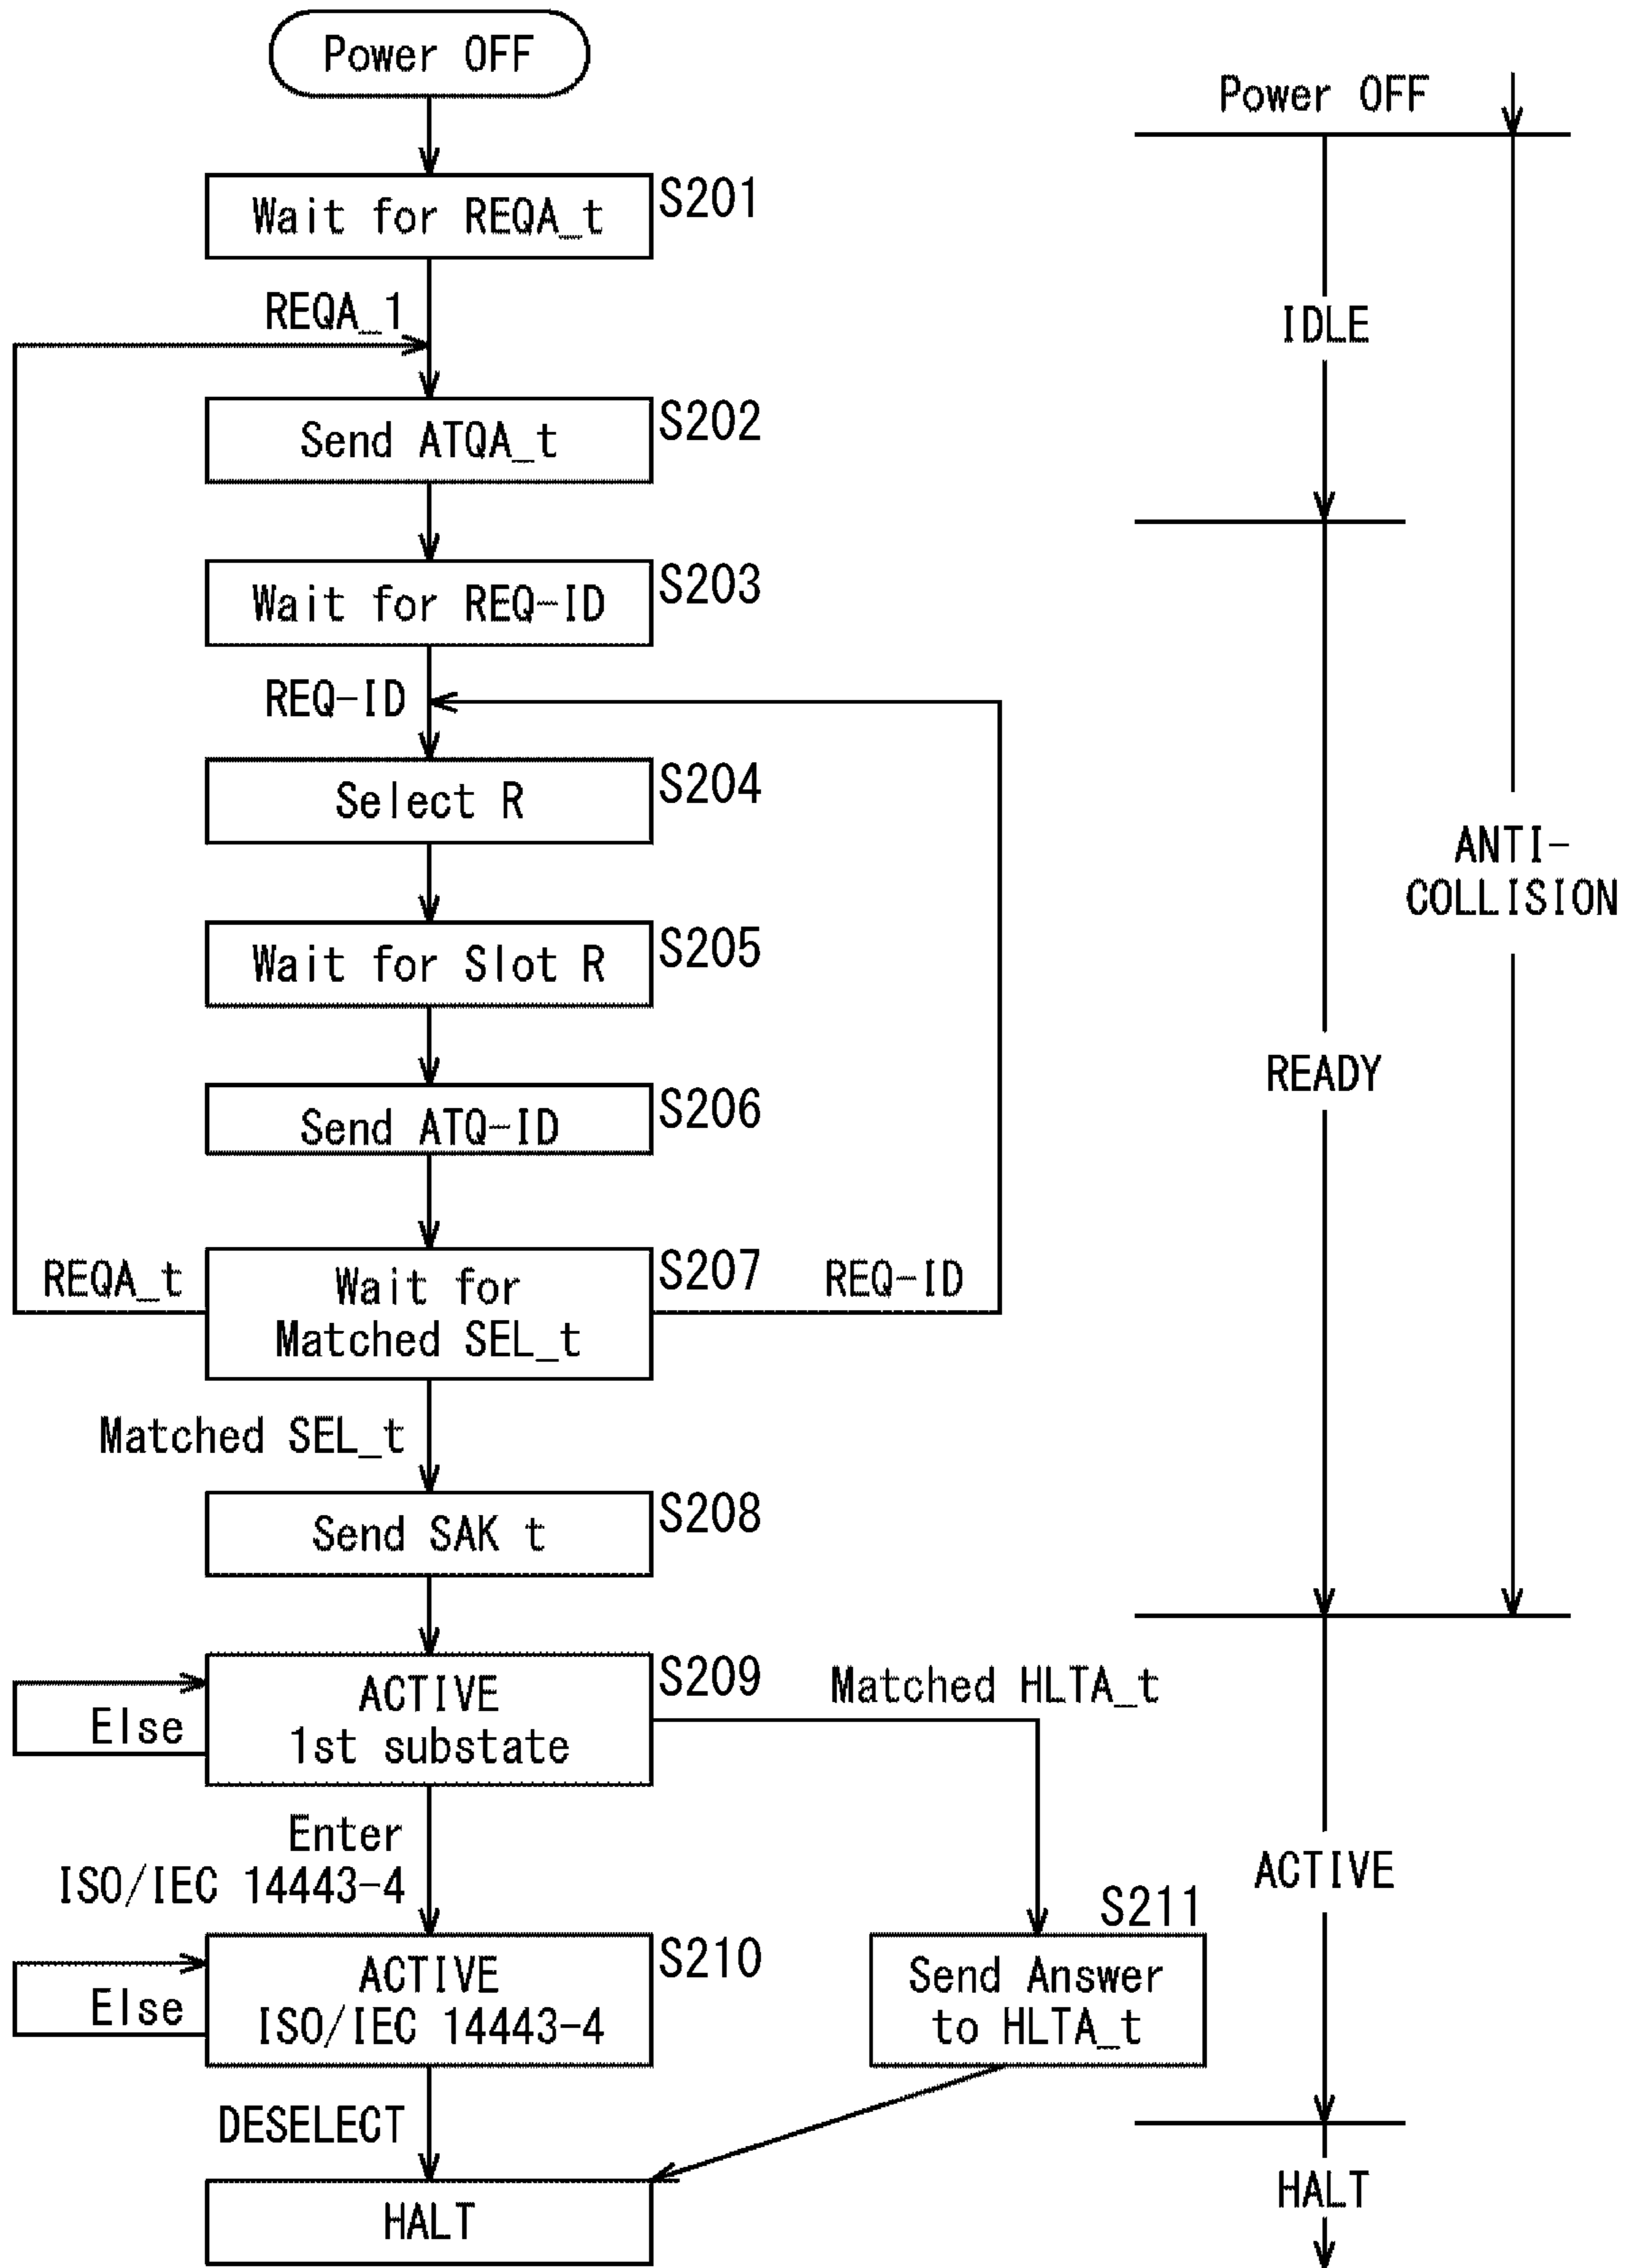 Power OFF
Wait for REQA_t
S201
REQA_1
Send ATQA_t
S202
Wait for REQ-ID
S203
REQ-ID
Select R
S204
Wait for Slot R
S205
Send ATQ-ID
S206
REQA_t
Wait for
Matched SEL_t
S207
REQ-ID
Matched SEL_t
Send SAK t
S208
ACTIVE
1st substate
S209
Else
Matched HLTA_t
Enter
ISO/IEC 14443-4
ACTIVE
ISO/IEC 14443-4
S210
Else
S211
Send Answer
to HLTA_t
DESELECT
HALT
Power OFF
IDLE
ANTI-
COLLISION
READY
ACTIVE
HALT